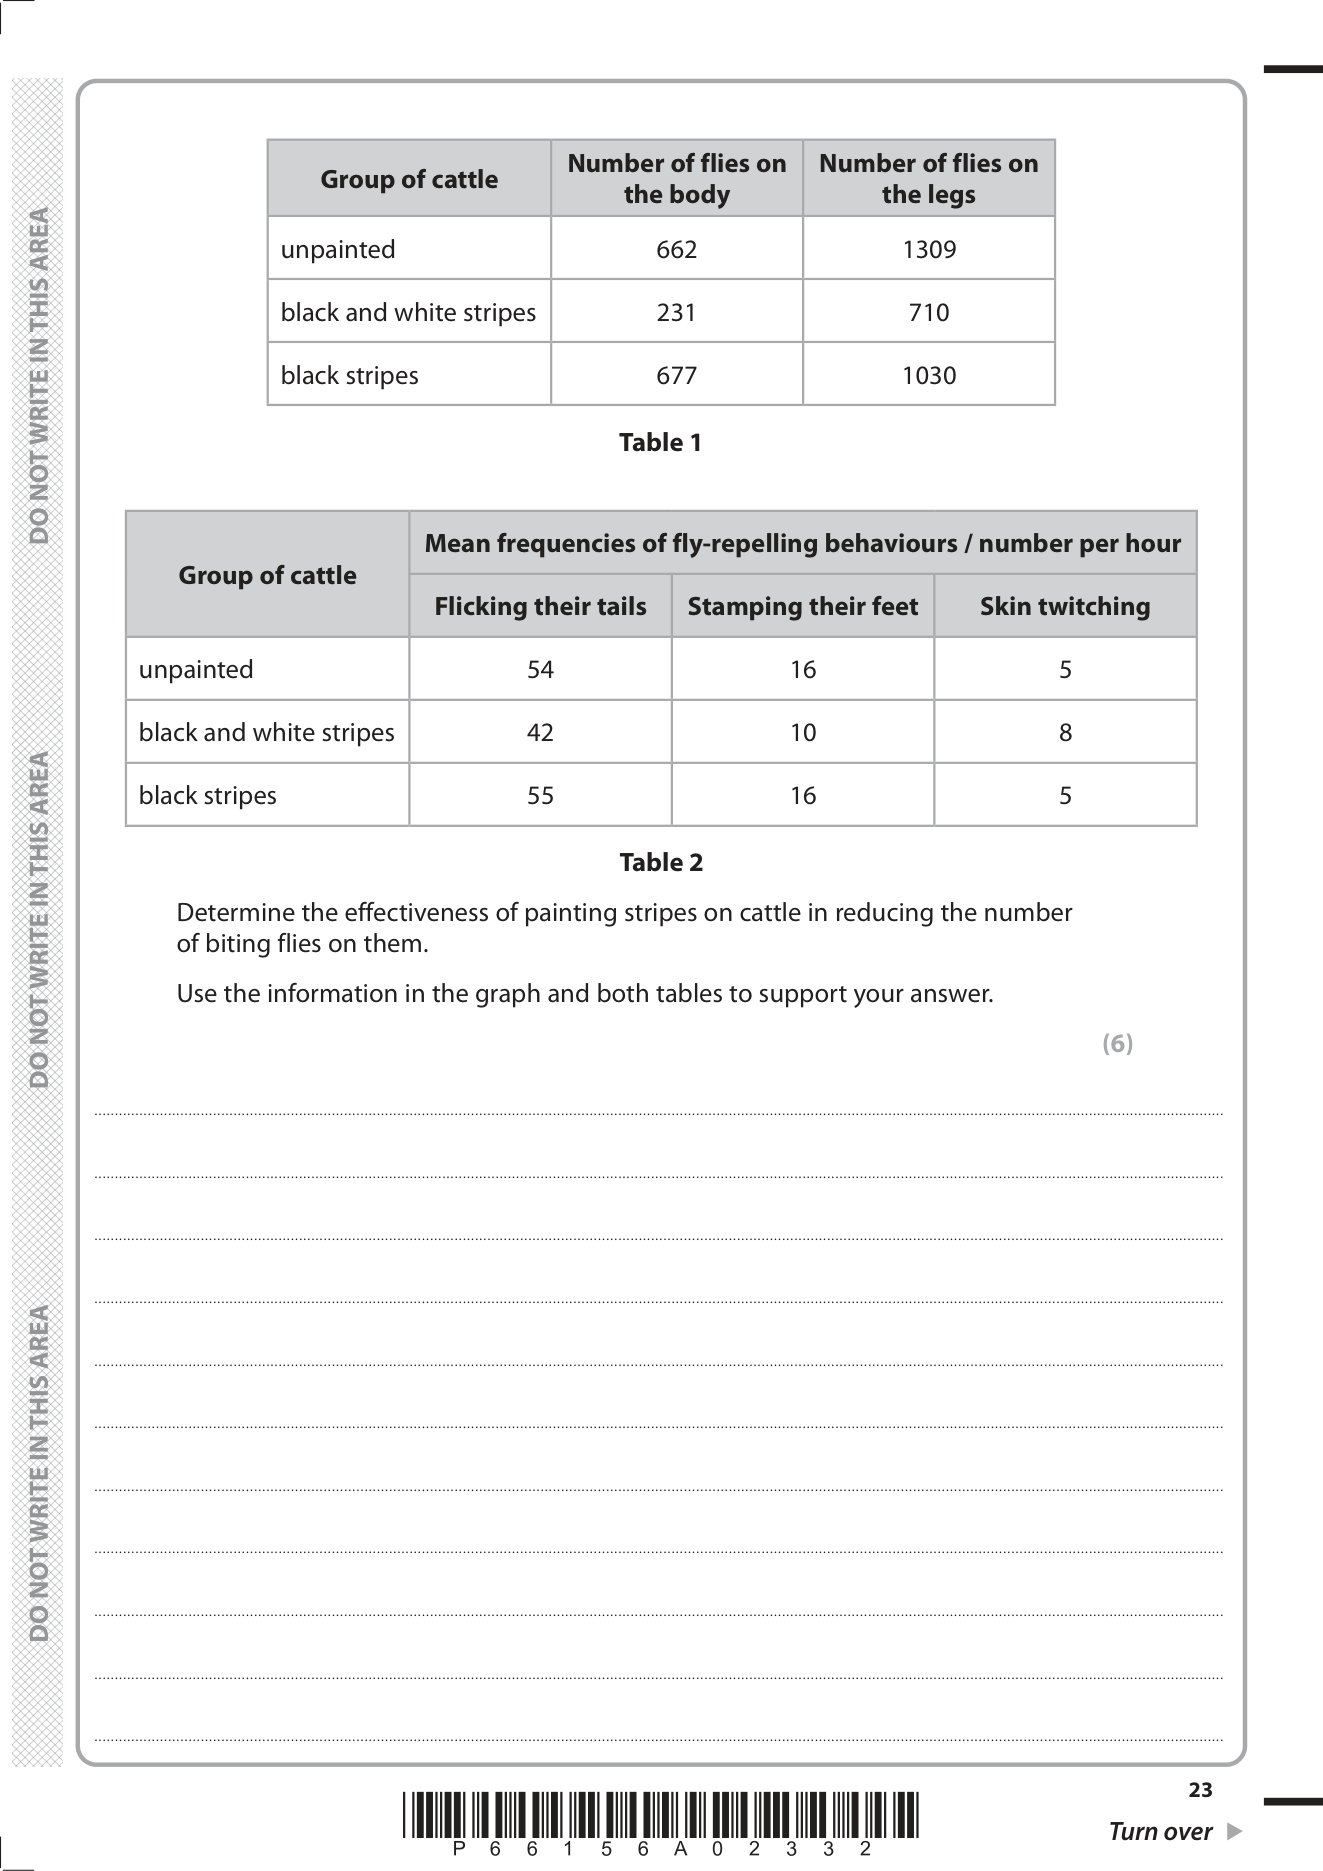 DO NOT WRITE IN THIS AREA
DO NOT WRITE IN THIS AREA
DO NOT WRITE IN THIS AREA
Group of cattle Number of flies on the body Number of flies on the legs
unpainted 662 1309
black and white stripes 231 710
black stripes 677 1030
Table 1
Group of cattle Mean frequencies of fly-repelling behaviours / number per hour
Flicking their tails Stamping their feet Skin twitching
unpainted 54 16 5
black and white stripes 42 10 8
black stripes 55 16 5
Table 2
Determine the effectiveness of painting stripes on cattle in reducing the number
of biting flies on them.
Use the information in the graph and both tables to support your answer.
(6)
23
Turn over
P 6 6 1 5 6 A 0 2 3 3 2